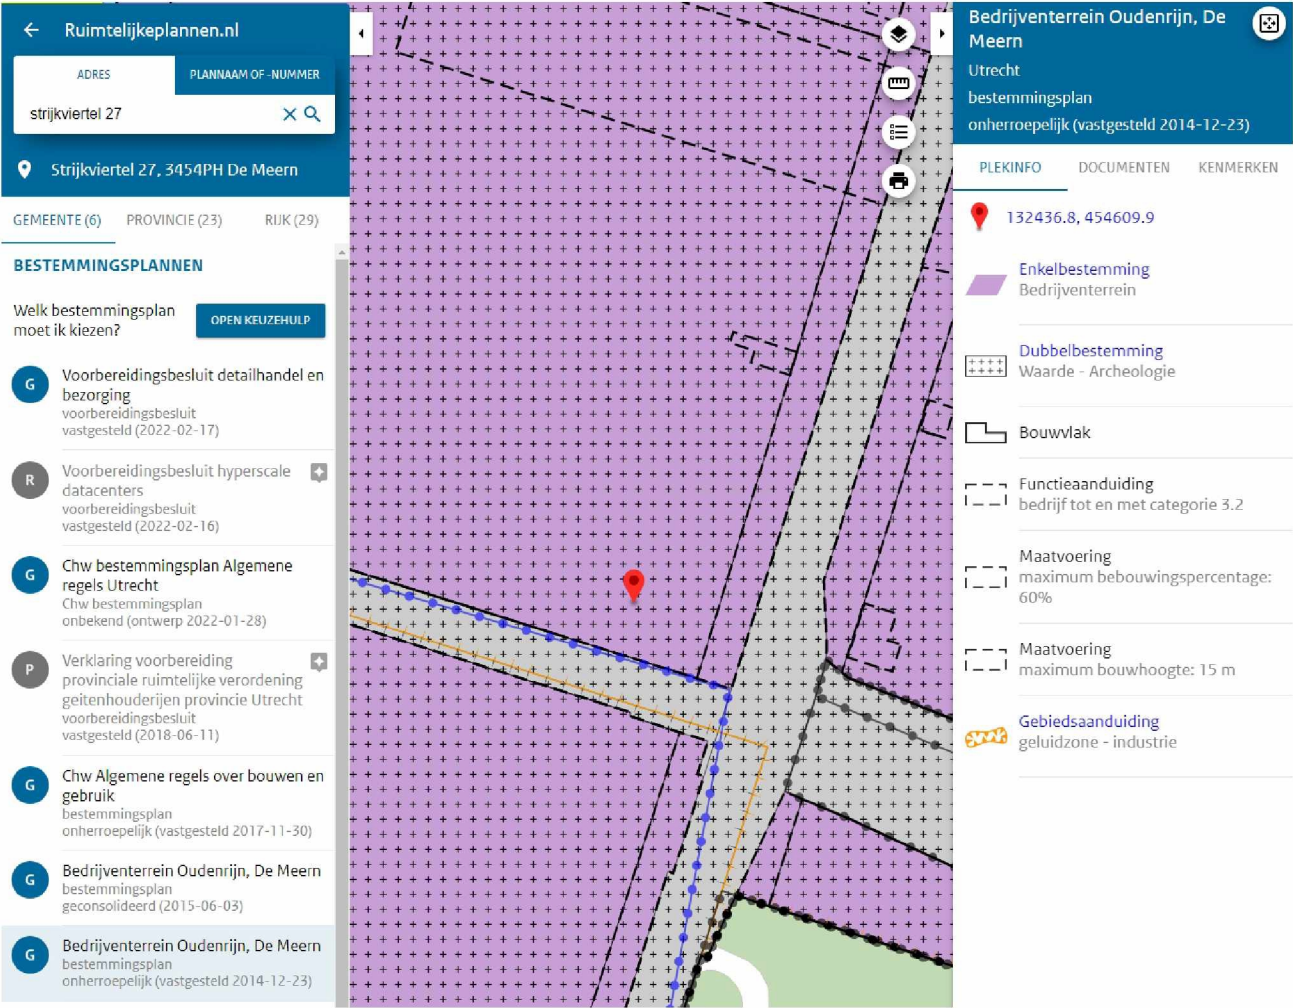 Ruimtelijkeplannen.nl
ADRES
PLANNAAM OF -NUMMER
strijkviertel 27
Strijkviertel 27, 3454PH De Meern
GEMEENTE (6)
PROVINCIE (23)
RIJK (29)
BESTEMMINGSPLANNEN
Welk bestemmingsplan
moet ik kiezen?
OPEN KEUZEHULP
G
Voorbereidingsbesluit detailhandel en
bezorging
voorbereidingsbesluit
vastgesteld (2022-02-17)
R
Voorbereidingsbesluit hyperscale
datacenters
voorbereidingsbesluit
vastgesteld (2022-02-16)
G
Chw bestemmingsplan Algemene
regels Utrecht
Chw bestemmingsplan
onbekend (ontwerp 2022-01-28)
P
Verklaring voorbereiding
provinciale ruimtelijke verordening
geitenhouderijen provincie Utrecht
voorbereidingsbesluit
vastgesteld (2018-06-11)
G
Chw Algemene regels over bouwen en
gebruik
bestemmingsplan
onherroepelijk (vastgesteld 2017-11-30)
G
Bedrijventerrein Oudenrijn, De Meern
bestemmingsplan
geconsolideerd (2015-06-03)
G
Bedrijventerrein Oudenrijn, De Meern
bestemmingsplan
onherroepelijk (vastgesteld 2014-12-23)
Bedrijventerrein Oudenrijn, De
Meern
Utrecht
bestemmingsplan
onherroepelijk (vastgesteld 2014-12-23)
PLEKINFO
DOCUMENTEN
KENMERKEN
132436.8, 454609.9
Enkelbestemming
Bedrijventerrein
Dubbelbestemming
Waarde - Archeologie
Bouwvlak
Functieaanduiding
bedrijf tot en met categorie 3.2
Maatvoering
maximum bebouwingspercentage:
60%
Maatvoering
maximum bouwhoogte: 15 m
Gebiedsaanduiding
geluidzone - industrie